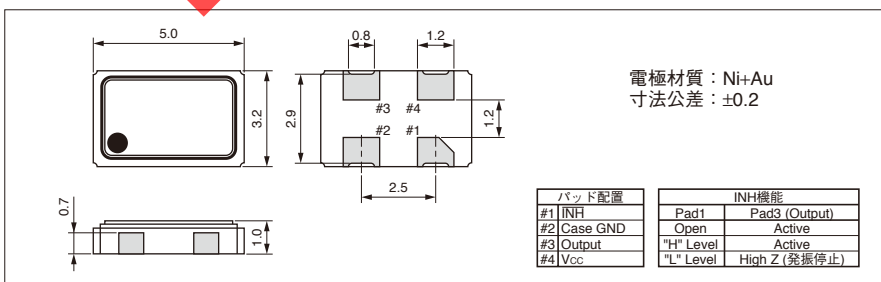 5.0
3.2
0.7
1.0
0.8
1.2
2.9
#3 #4
#2 #1
1.2
2.5
電極材質：Ni+Au
寸法公差：±0.2
パッド配置
#1 INH
#2 Case GND
#3 Output
#4 Vcc
INH機能
Pad1 Pad3 (Output)
Open Active
"H" Level Active
"L" Level High Z (発振停止)